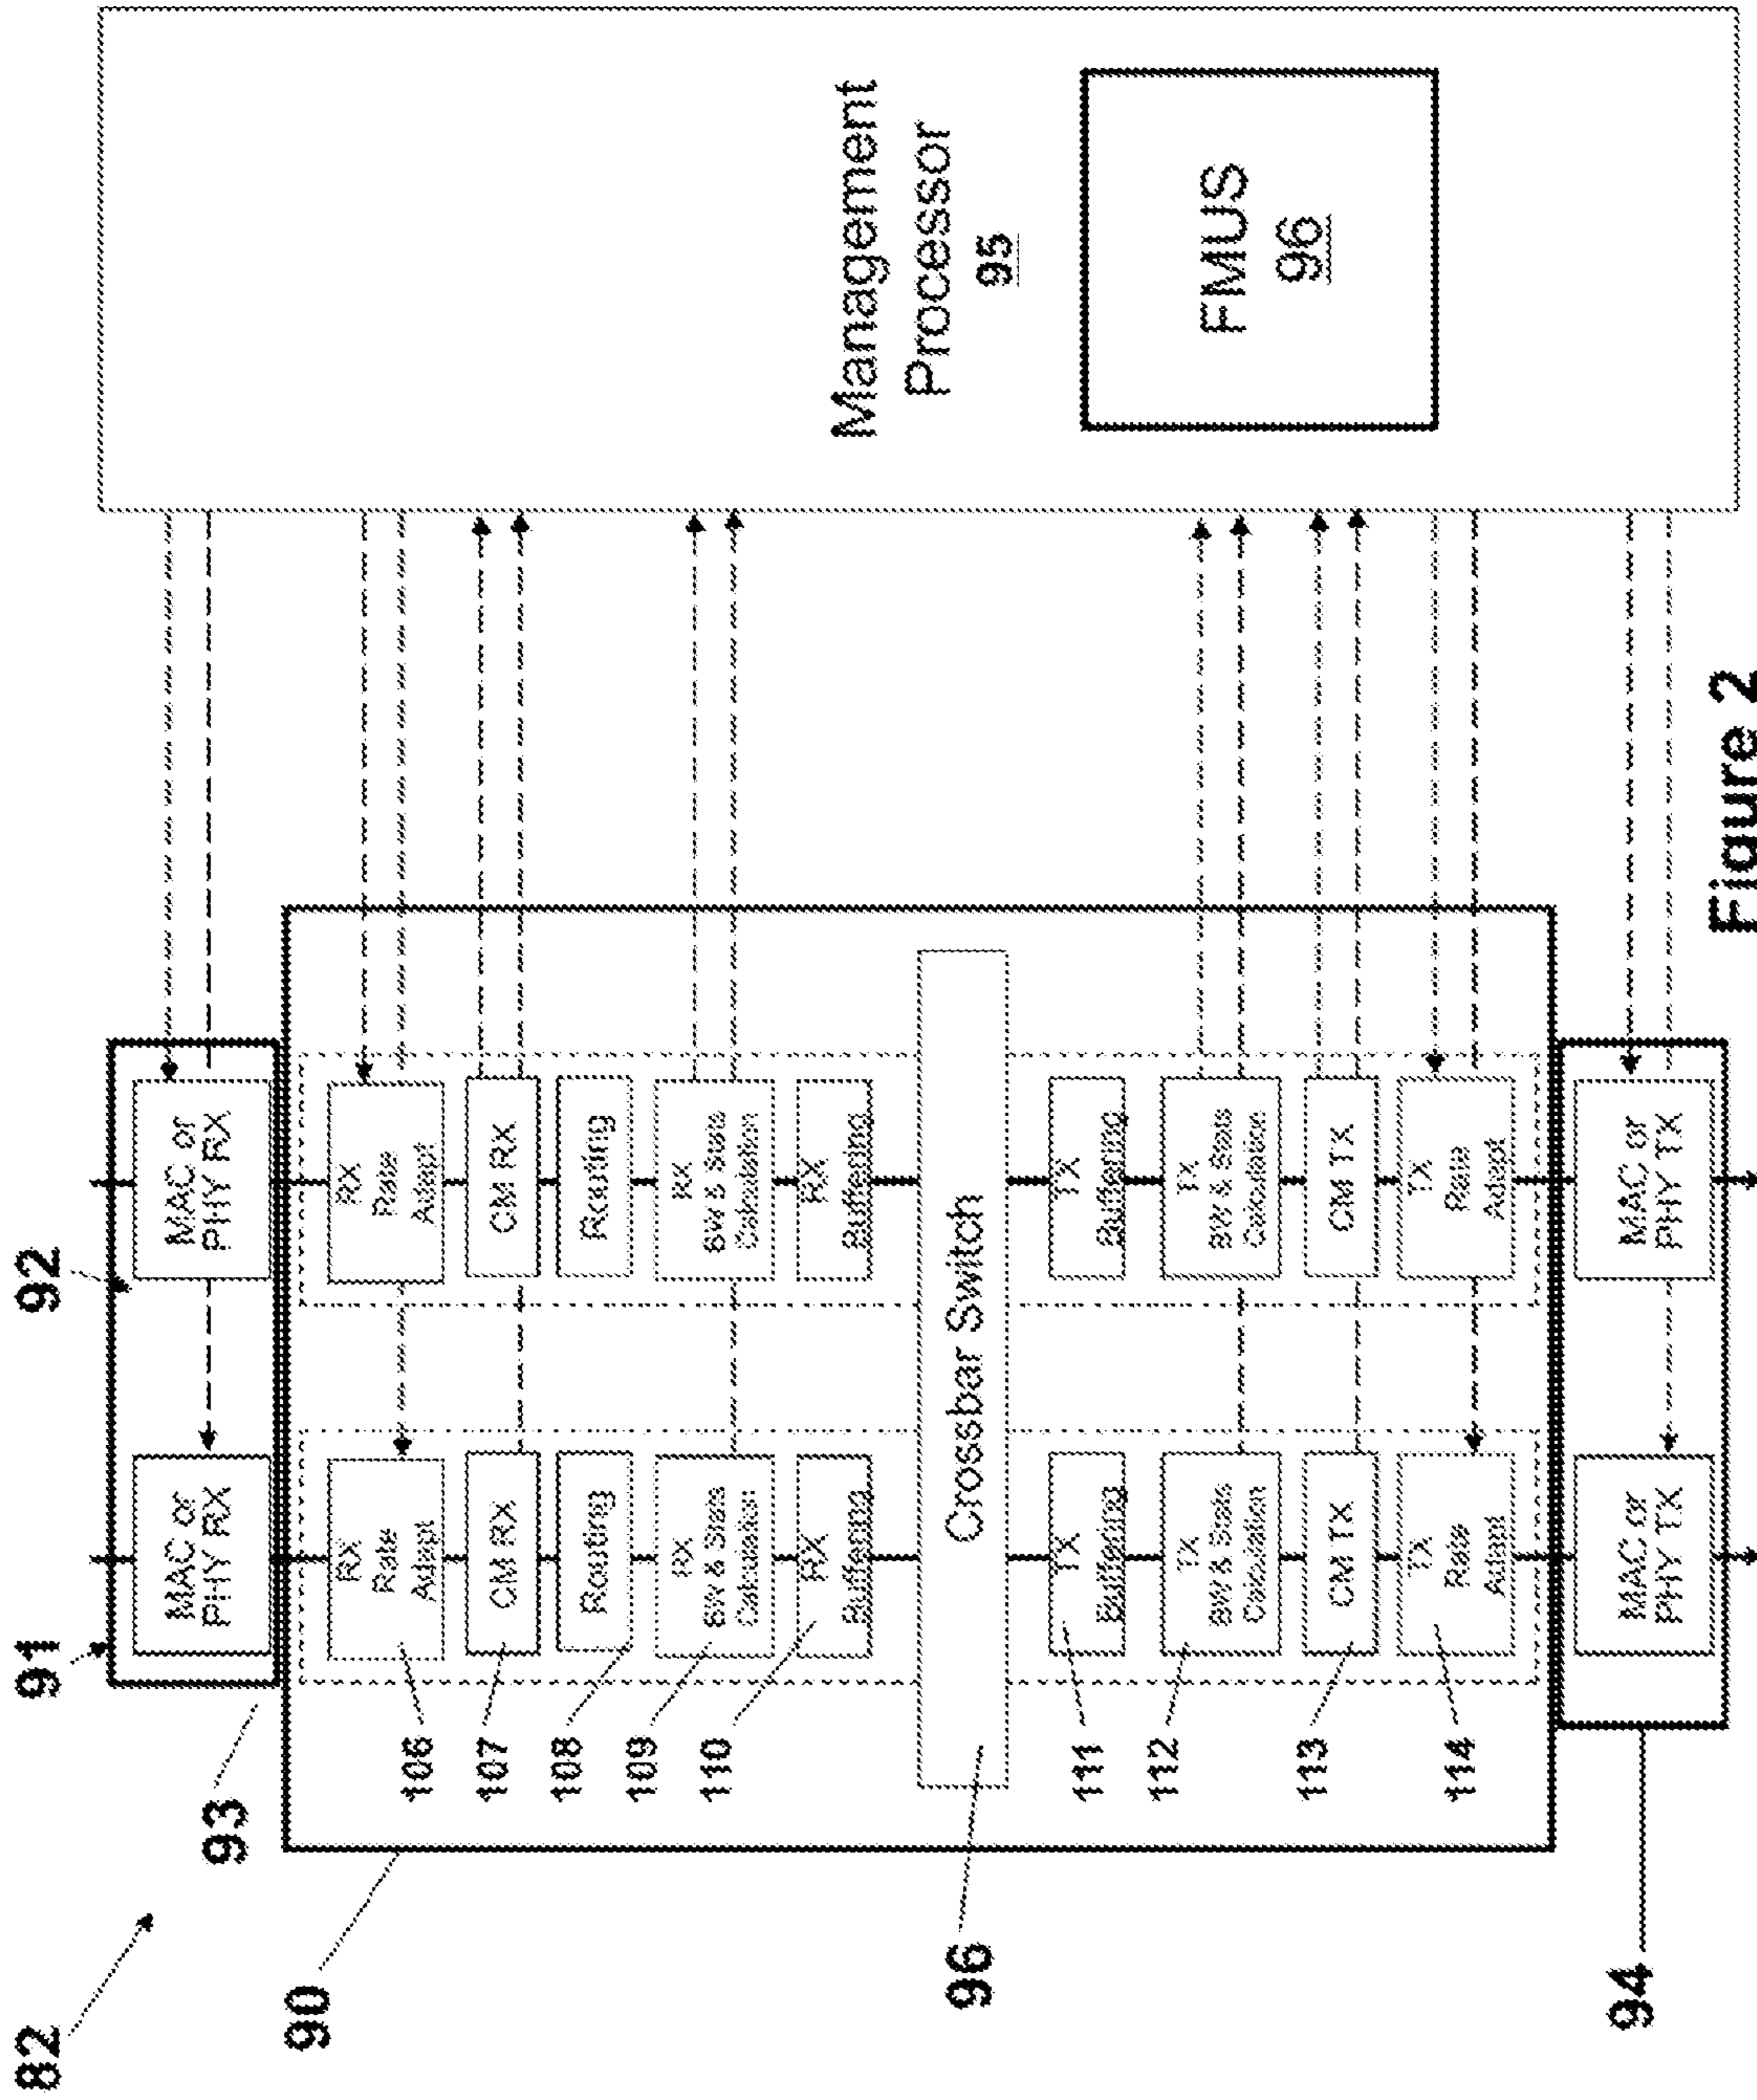 82
91
92
MAC or
PHY RX
MAC or
PHY RX
93
90
RX
Rate
Adapt
RX
Rate
Adapt
106
CM RX
CM RX
107
Routing
Routing
108
RX
BW & Stats
Calculation
RX
BW & Stats
Calculation
109
RX
Buffering
RX
Buffering
110
Management
Processor
95
96
Crossbar Switch
TX
Buffering
TX
Buffering
111
TX
BW & Stats
Calculation
TX
BW & Stats
Calculation
112
FMUS
96
CM TX
CM TX
113
TX
Rate
Adapt
TX
Rate
Adapt
114
94
MAC or
PHY TX
MAC or
PHY TX
Figure 2